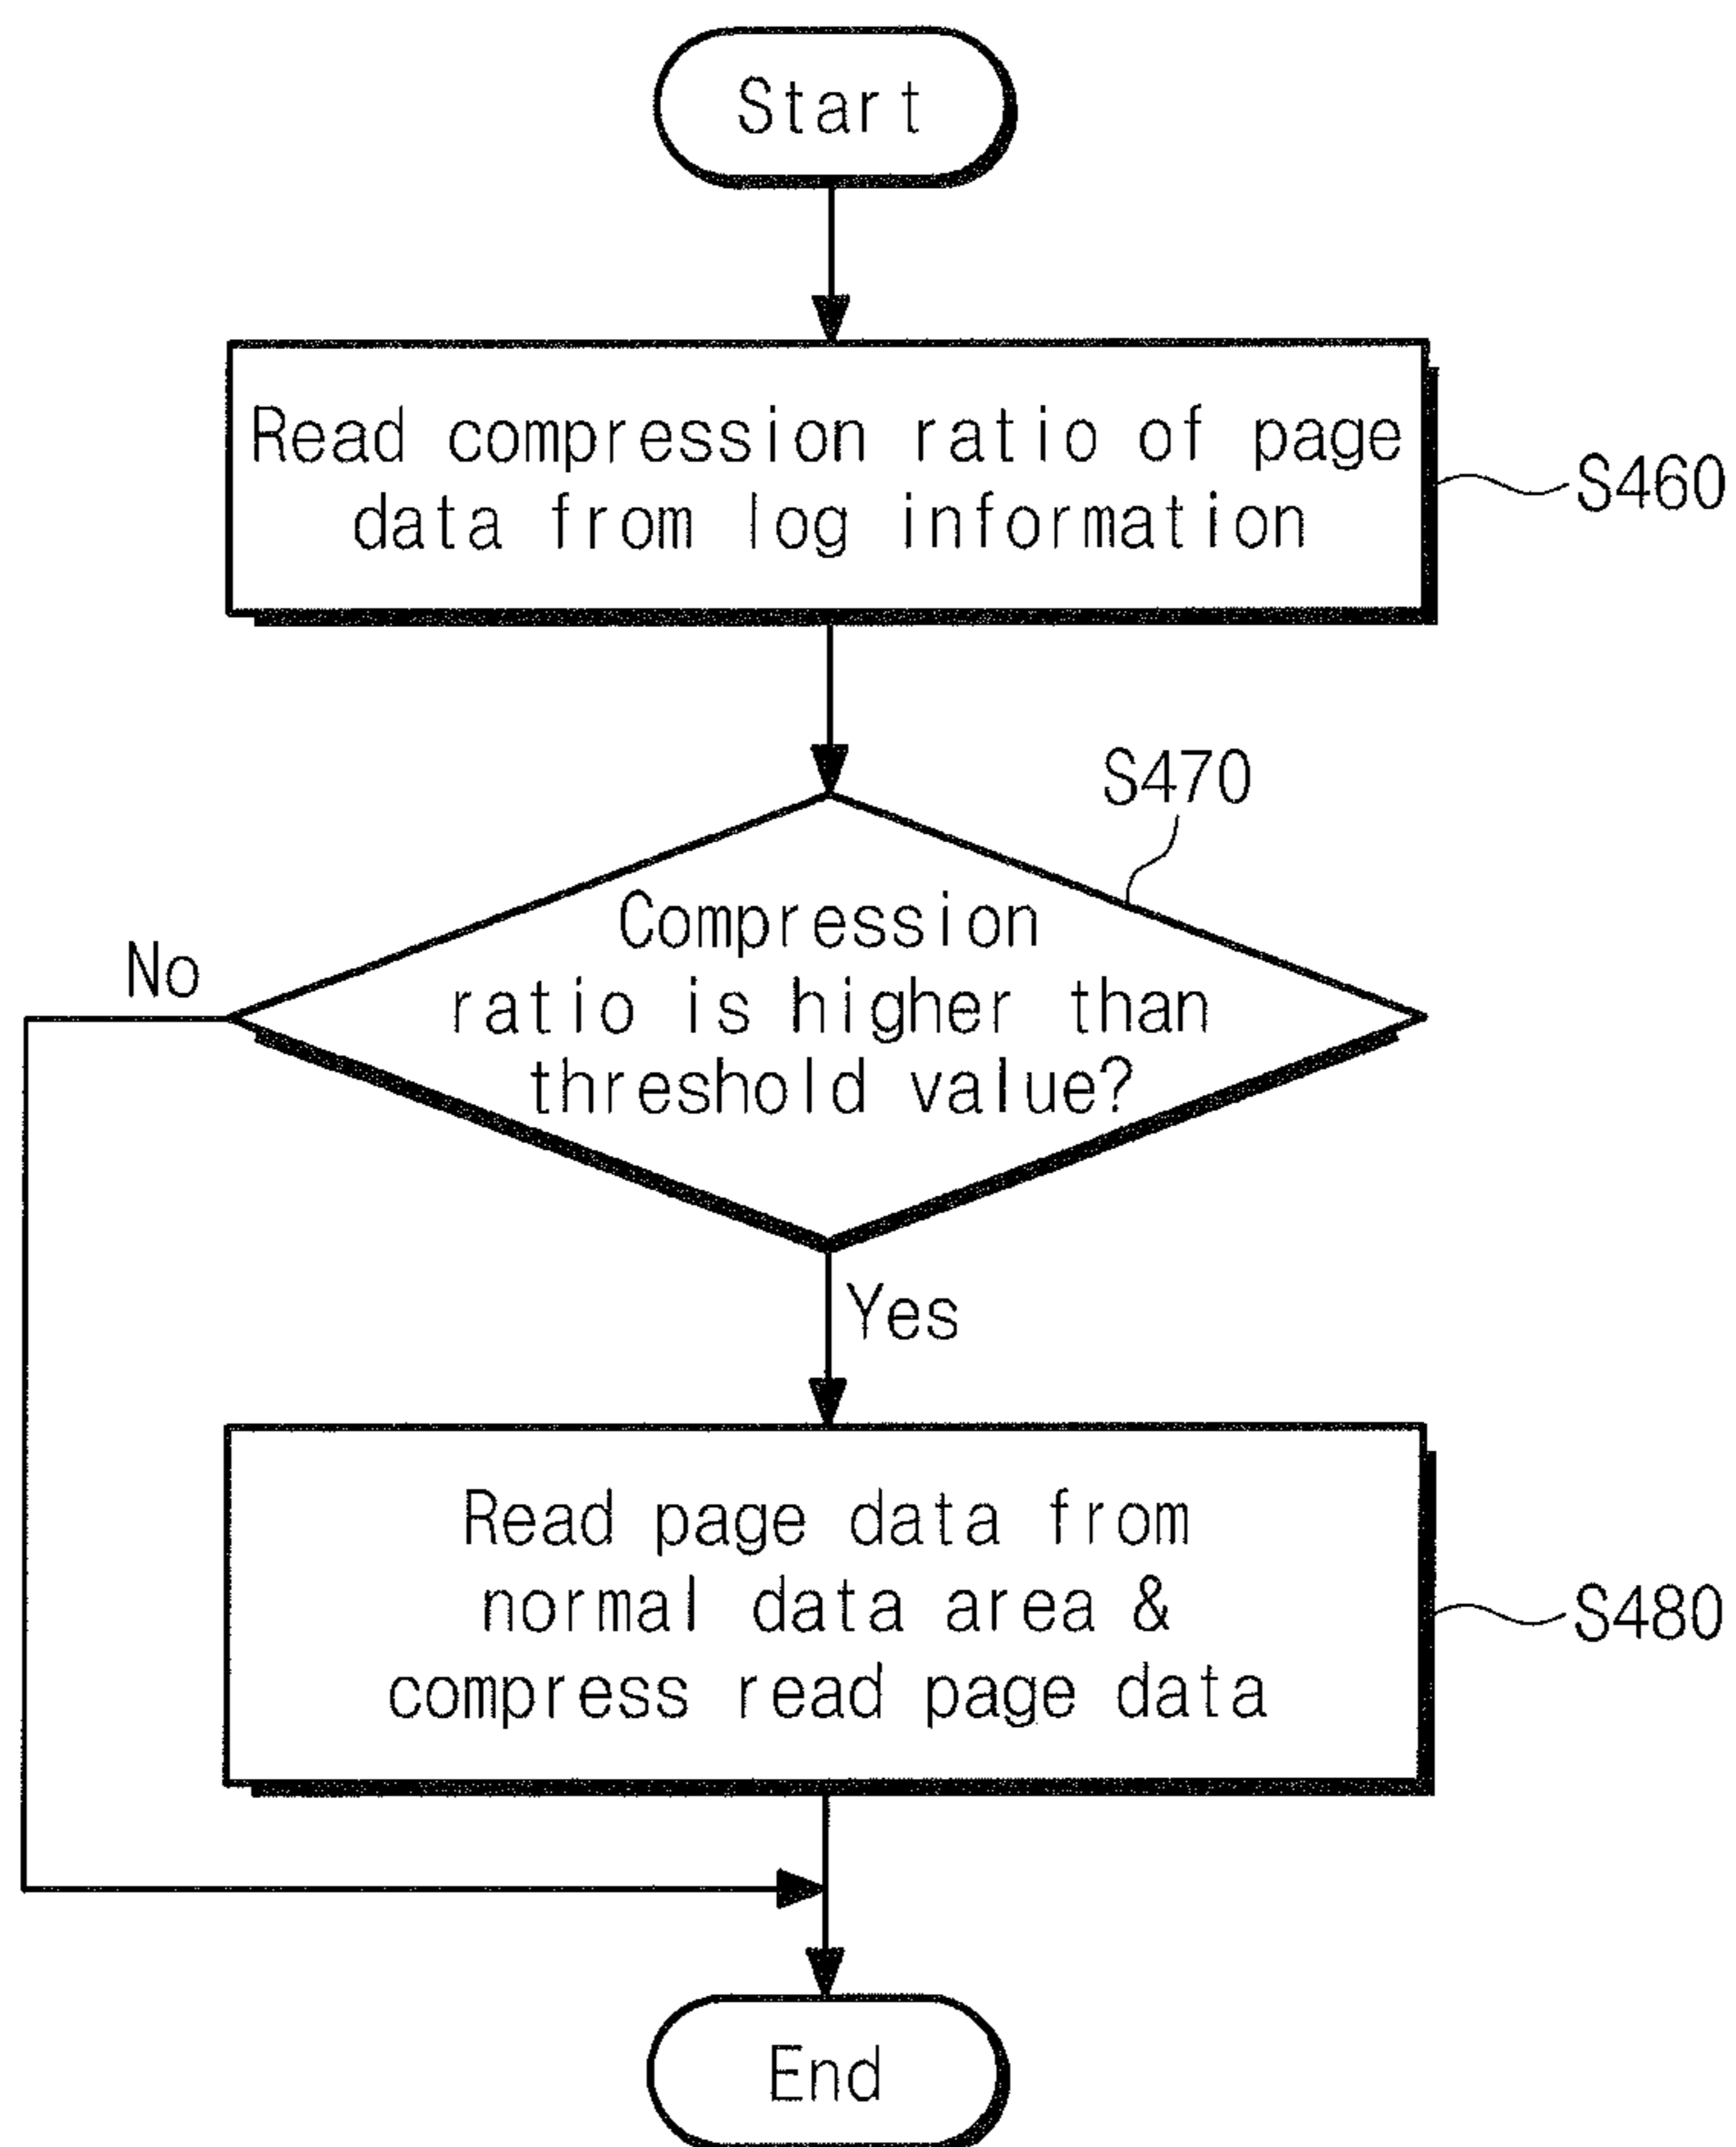 Start
Read compression ratio of page
data from log information
S460
S470
Compression
ratio is higher than
threshold value?
No
Yes
Read page data from
normal data area &
compress read page data
S480
End